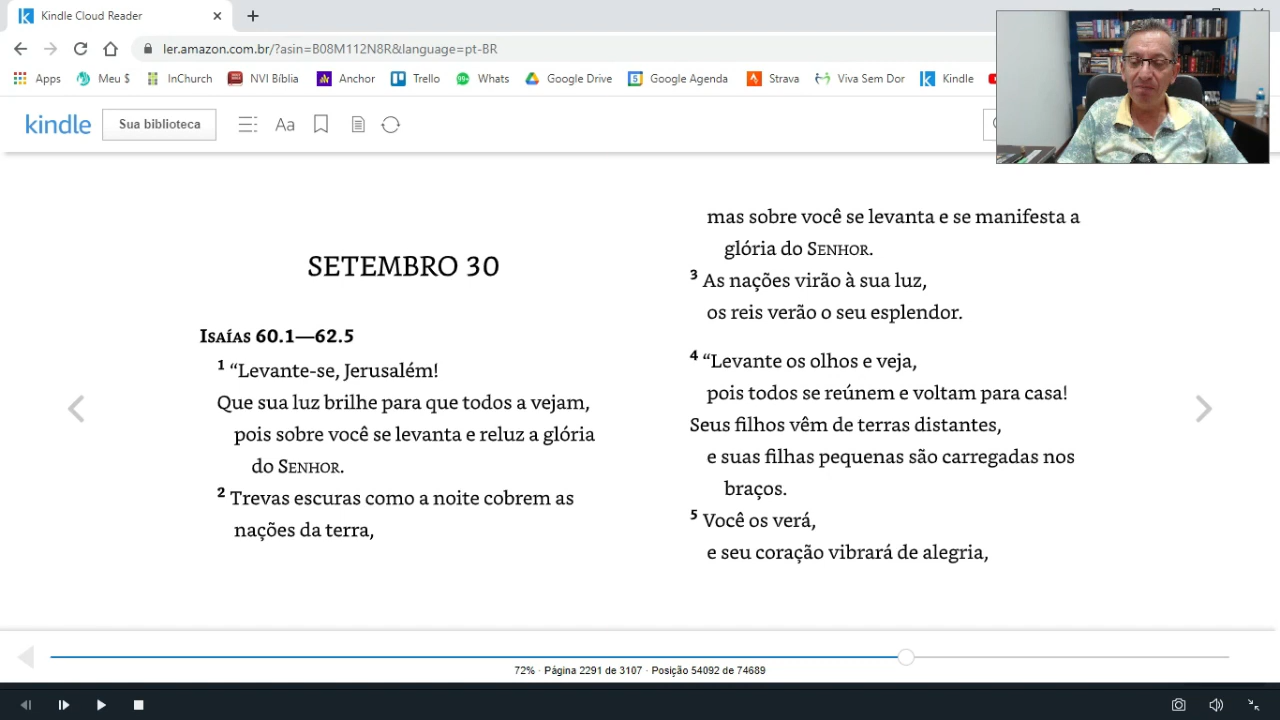 Kindle Cloud Reader
ler.amazon.com.br/?asin=B08M112N8R&language=pt-BR
Apps Meu $ InChurch NVI Bíblia Anchor Trello Whats Google Drive Google Agenda Strava Viva Sem Dor Kindle
kindle Sua biblioteca Aa
SETEMBRO 30
ISAÍAS 60.1—62.5
1 “Levante-se, Jerusalém!
Que sua luz brilhe para que todos a vejam,
pois sobre você se levanta e reluz a glória
do SENHOR.
2 Trevas escuras como a noite cobrem as
nações da terra,
mas sobre você se levanta e se manifesta a
glória do SENHOR.
3 As nações virão à sua luz,
os reis verão o seu esplendor.
4 “Levante os olhos e veja,
pois todos se reúnem e voltam para casa!
Seus filhos vêm de terras distantes,
e suas filhas pequenas são carregadas nos
braços.
5 Você os verá,
e seu coração vibrará de alegria,
72% · Página 2291 de 3107 · Posição 54092 de 74689